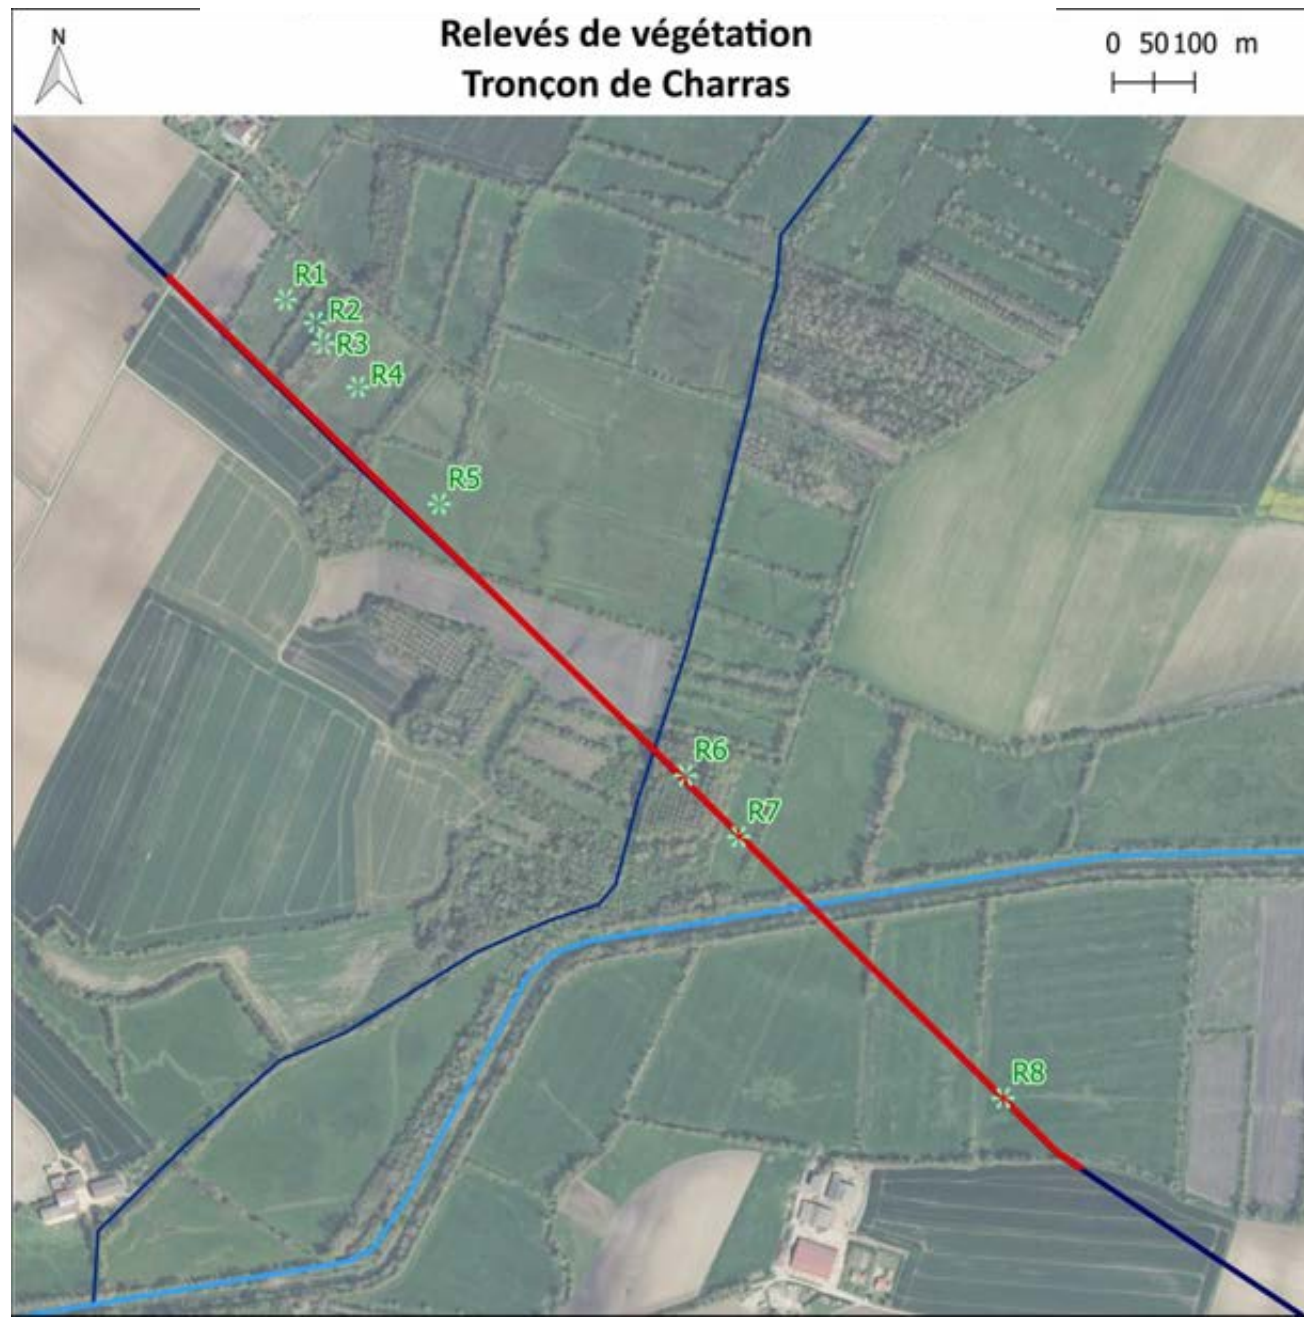 N
Relevés de végétation
Tronçon de Charras
0 50 100 m
R1
R2
R3
R4
R5
R6
R7
R8